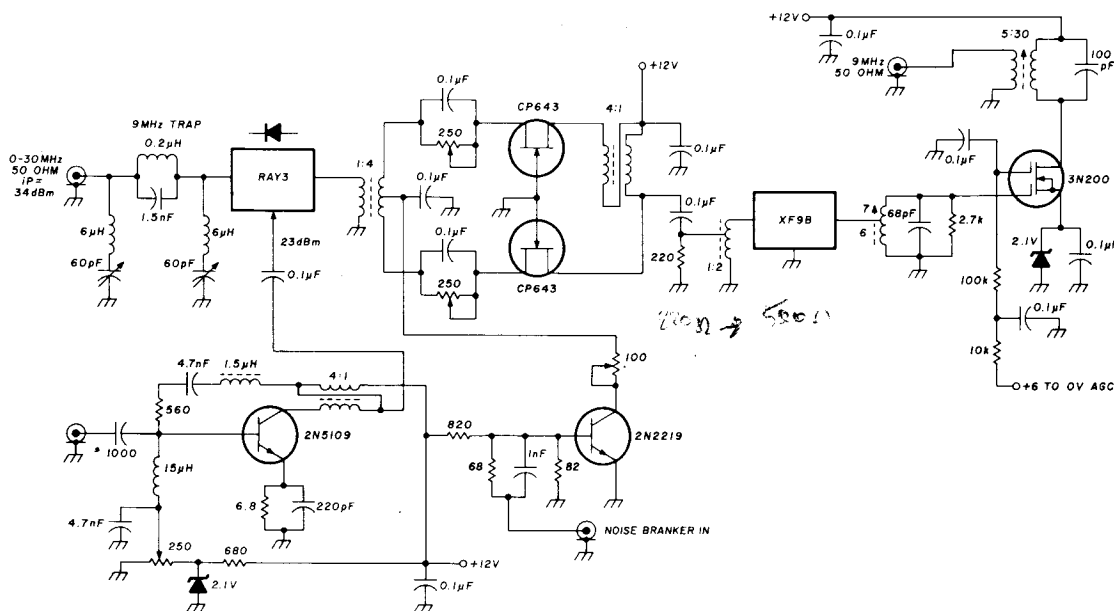 +12V
0.1µF
9MHz
50 OHM
5:30
100
pF
+12V
0.1µF
CP643
4:1
250
9MHz TRAP
0.2µH
0-30MHz
50 OHM
iP=
34dBm
1.5nF
RAY3
1:4
0.1µF
0.1µF
0.1µF
3N200
6µH
6µH
23dBm
0.1µF
0.1µF
XF9B
7
6
68pF
2.7k
60pF
60pF
0.1µF
250
CP643
220
1:2
2.1V
0.1µF
100k
220Ω → 500Ω
0.1µF
10k
+6 TO 0V AGC
4.7nF
1.5µH
4:1
100
560
2N5109
820
2N2219
1000
68
1nF
82
15µH
6.8
220pF
4.7nF
NOISE BRANKER IN
250
680
+12V
2.1V
0.1µF